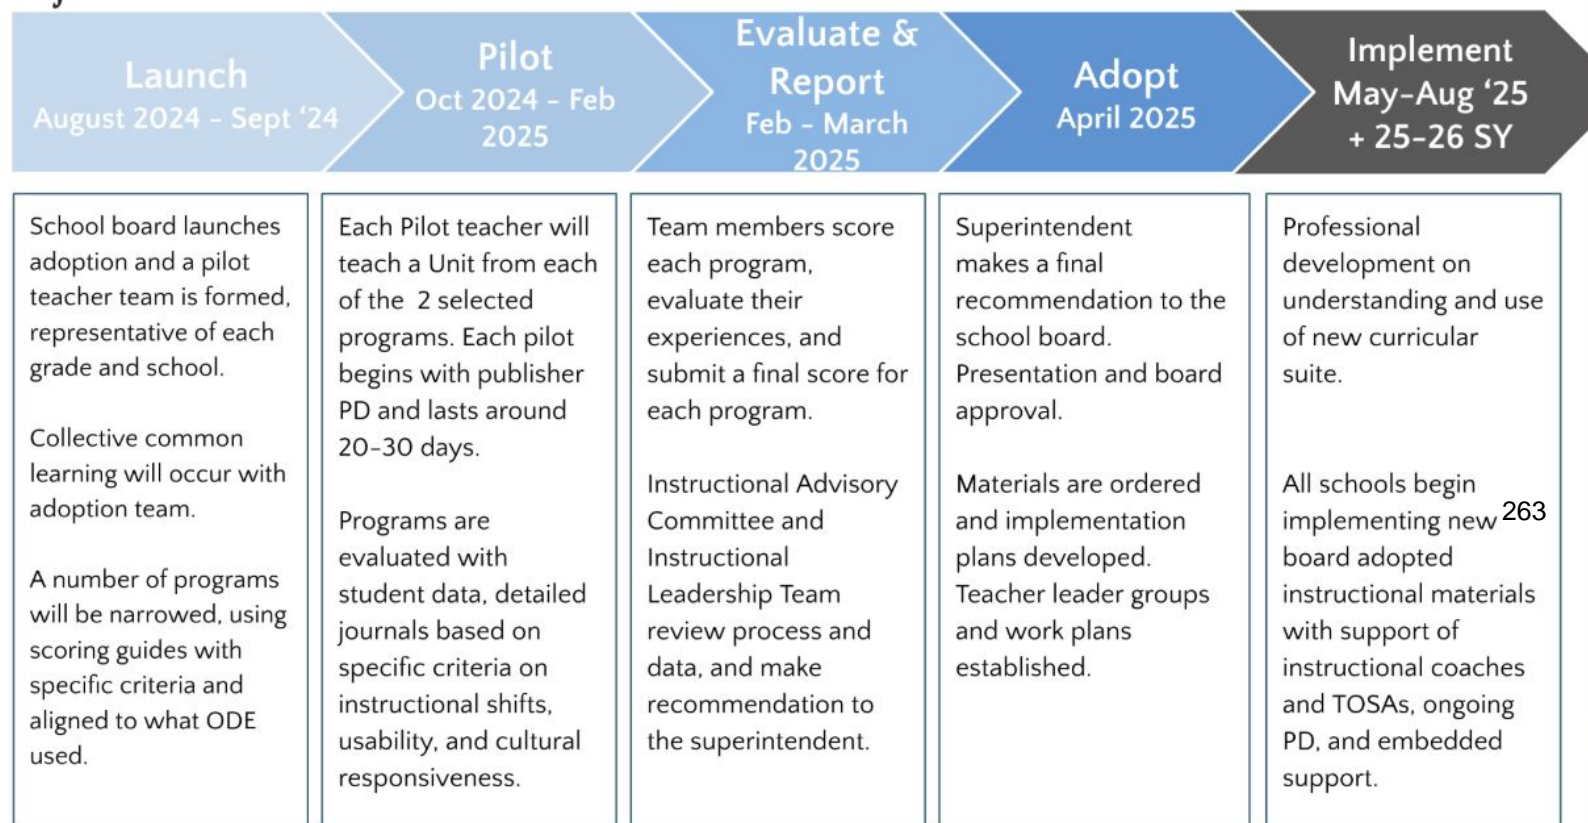 Launch
August 2024 - Sept ‘24
Pilot
Oct 2024 - Feb
2025
Evaluate &
Report
Feb - March
2025
Adopt
April 2025
Implement
May-Aug ‘25
+ 25-26 SY
School board launches
adoption and a pilot
teacher team is formed,
representative of each
grade and school.
Collective common
learning will occur with
adoption team.
A number of programs
will be narrowed, using
scoring guides with
specific criteria and
aligned to what ODE
used.
Each Pilot teacher will
teach a Unit from each
of the 2 selected
programs. Each pilot
begins with publisher
PD and lasts around
20-30 days.
Programs are
evaluated with
student data, detailed
journals based on
specific criteria on
instructional shifts,
usability, and cultural
responsiveness.
Team members score
each program,
evaluate their
experiences, and
submit a final score for
each program.
Instructional Advisory
Committee and
Instructional
Leadership Team
review process and
data, and make
recommendation to
the superintendent.
Superintendent
makes a final
recommendation to the
school board.
Presentation and board
approval.
Materials are ordered
and implementation
plans developed.
Teacher leader groups
and work plans
established.
Professional
development on
understanding and use
of new curricular
suite.
All schools begin
implementing new
263
board adopted
instructional materials
with support of
instructional coaches
and TOSAs, ongoing
PD, and embedded
support.